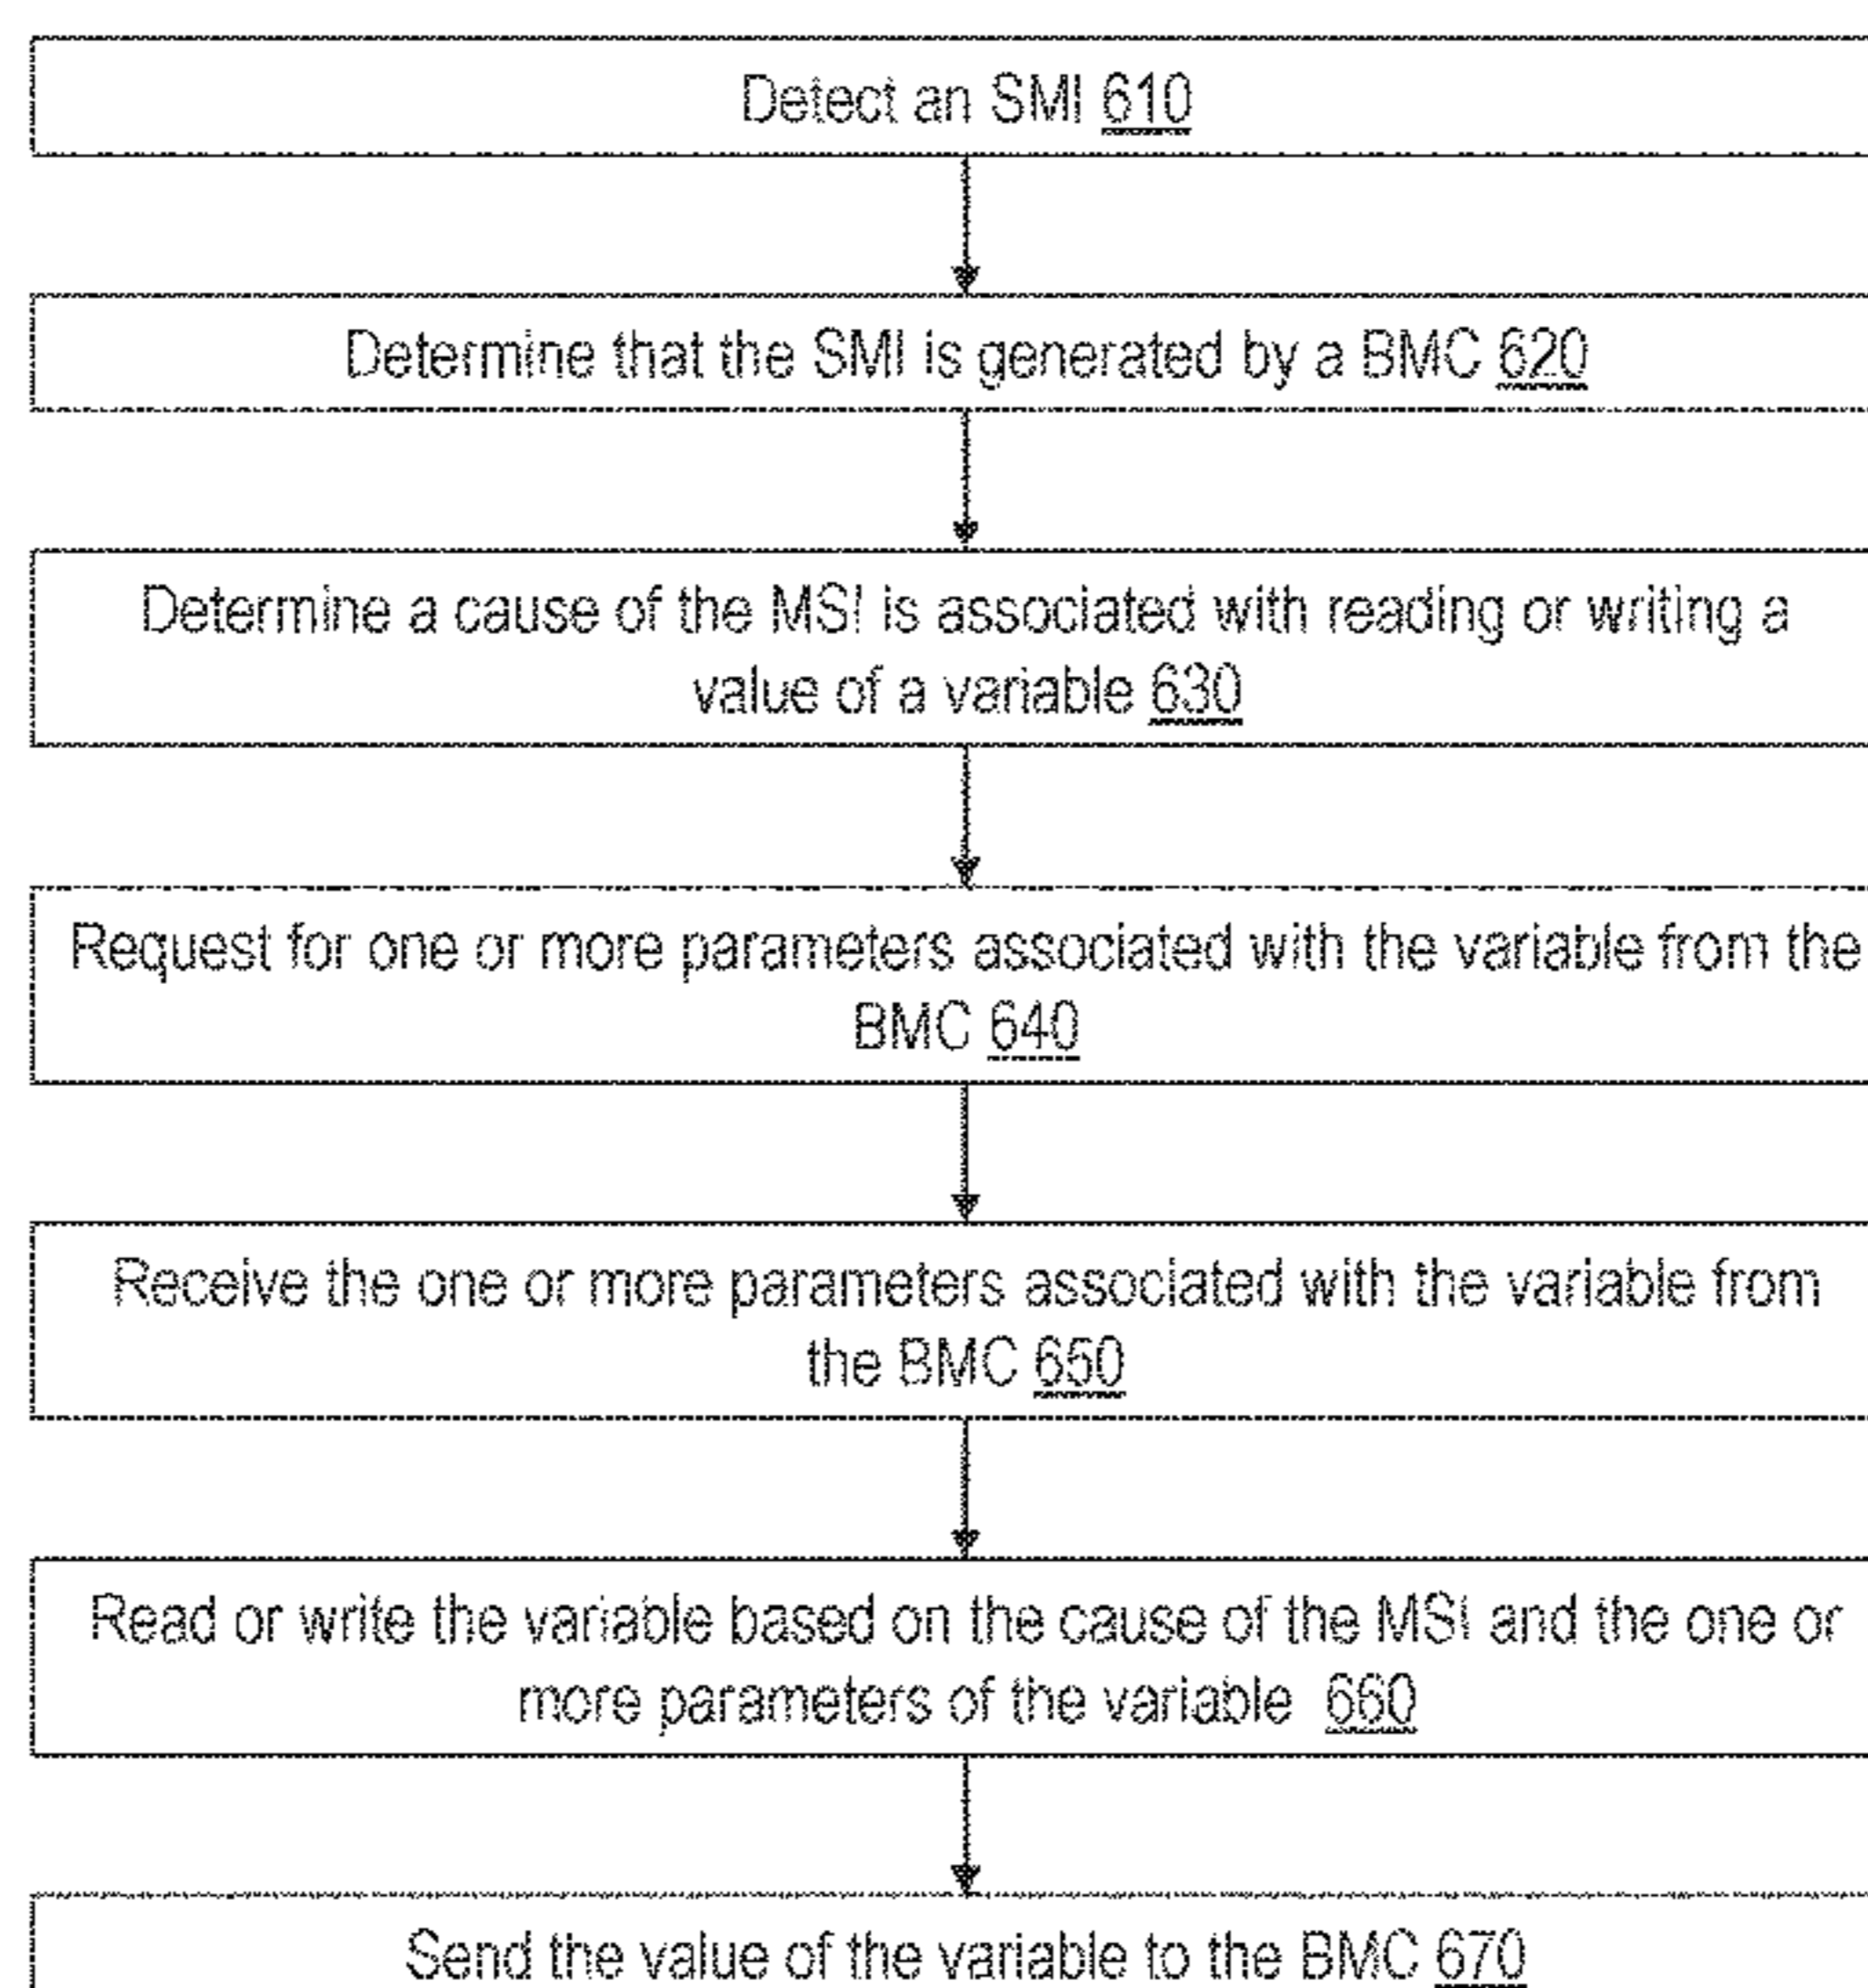 Detect an SMI 610
Determine that the SMI is generated by a BMC 620
Determine a cause of the MSI is associated with reading or writing a
value of a variable 630
Request for one or more parameters associated with the variable from the
BMC 640
Receive the one or more parameters associated with the variable from
the BMC 650
Read or write the variable based on the cause of the MSI and the one or
more parameters of the variable 660
Send the value of the variable to the BMC 670